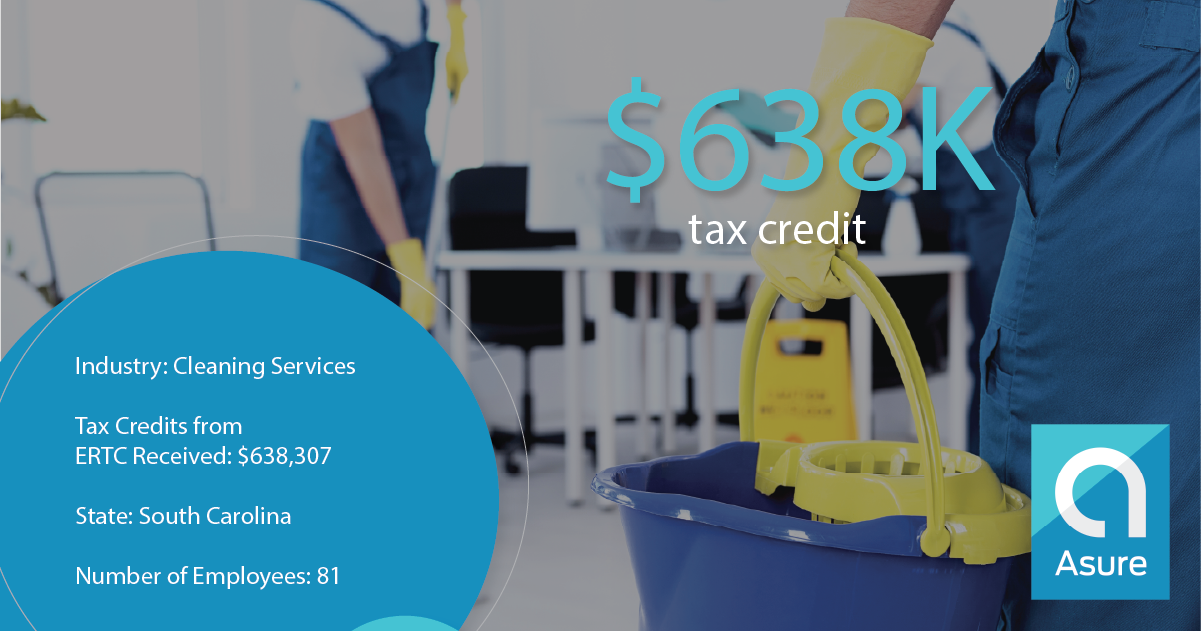 $638K
tax credit
Industry: Cleaning Services
Tax Credits from
ERTC Received: $638,307
State: South Carolina
Number of Employees: 81
Asure